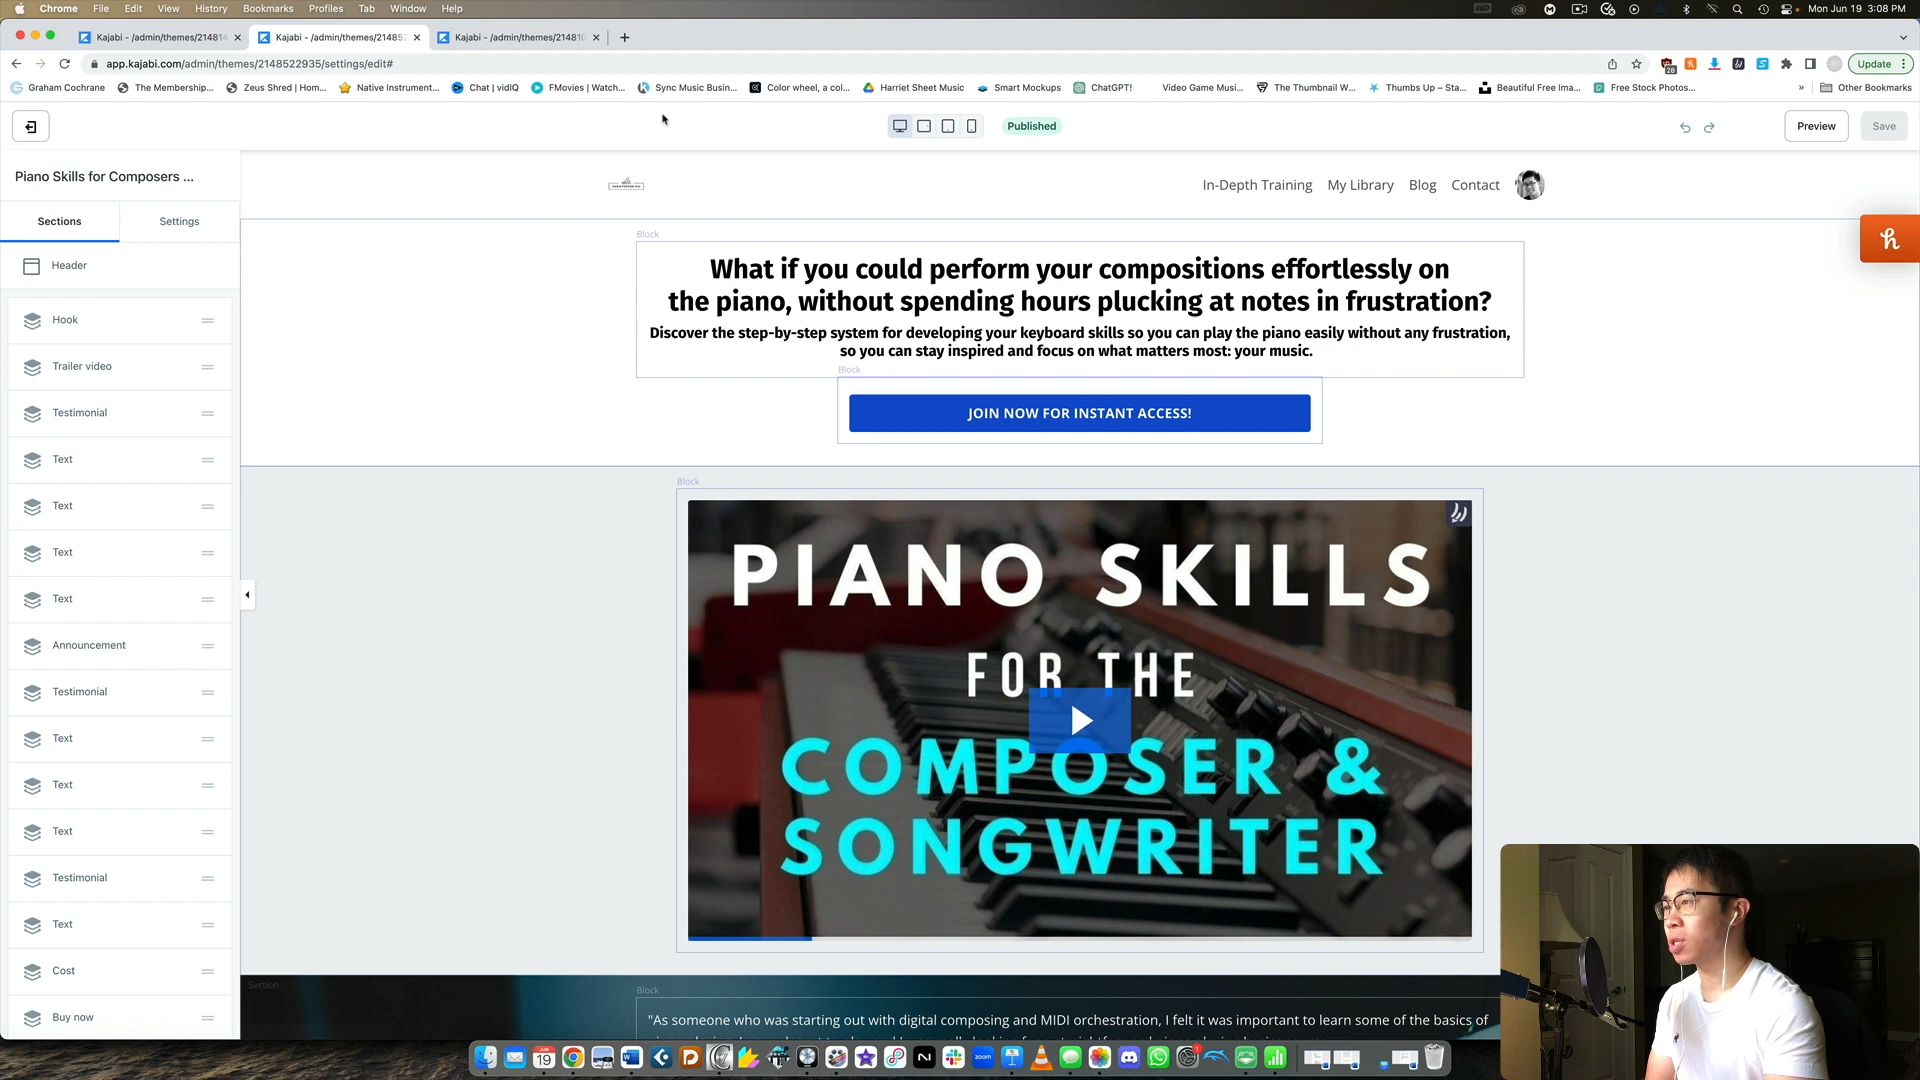 Chrome File Edit View History Bookmarks Profiles Tab Window Help
Mon Jun 19 3:08 PM
Kajabi - /admin/themes/21481
Kajabi - /admin/themes/21485
Kajabi - /admin/themes/21481
app.kajabi.com/admin/themes/2148522935/settings/edit#
28
Update
Graham Cochrane
The Membership...
Zeus Shred | Hom...
Native Instrument...
Chat | vidIQ
FMovies | Watch...
Sync Music Busin...
Color wheel, a col...
Harriet Sheet Music
Smart Mockups
ChatGPT!
Video Game Musi...
The Thumbnail W...
Thumbs Up – Sta...
Beautiful Free Ima...
Free Stock Photos...
»
Other Bookmarks
Published
Preview
Save
Piano Skills for Composers ...
Sections
Settings
Header
Hook
Trailer video
Testimonial
Text
Text
Text
Text
Announcement
Testimonial
Text
Text
Text
Testimonial
Text
Cost
Buy now
In-Depth Training
My Library
Blog
Contact
Block
What if you could perform your compositions effortlessly on
the piano, without spending hours plucking at notes in frustration?
Discover the step-by-step system for developing your keyboard skills so you can play the piano easily without any frustration,
so you can stay inspired and focus on what matters most: your music.
Block
JOIN NOW FOR INSTANT ACCESS!
Block
PIANO SKILLS
FOR THE
COMPOSER &
SONGWRITER
Section
Block
"As someone who was starting out with digital composing and MIDI orchestration, I felt it was important to learn some of the basics of
JUN
19
zoom
1